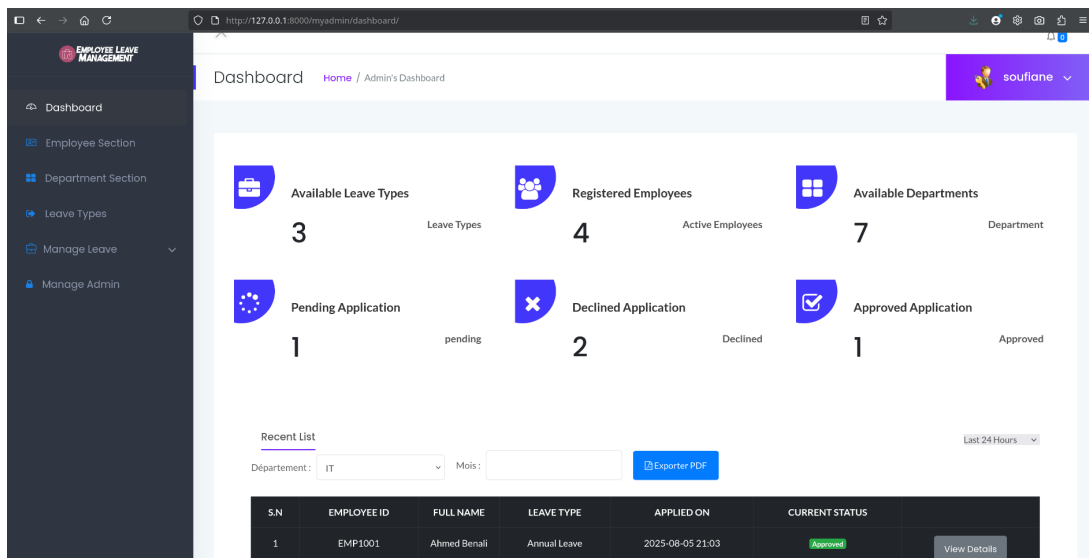 http://127.0.0.1:8000/myadmin/dashboard/
EMPLOYEE LEAVE
MANAGEMENT
0
Dashboard Home / Admin's Dashboard
soufiane
Dashboard
Employee Section
Department Section
Leave Types
Manage Leave
Manage Admin
Available Leave Types
3 Leave Types
Registered Employees
4 Active Employees
Available Departments
7 Department
Pending Application
1 pending
Declined Application
2 Declined
Approved Application
1 Approved
Recent List
Last 24 Hours
Département : IT Mois : Exporter PDF
S.N EMPLOYEE ID FULL NAME LEAVE TYPE APPLIED ON CURRENT STATUS
1 EMP1001 Ahmed Benali Annual Leave 2025-08-05 21:03 Approved View Details